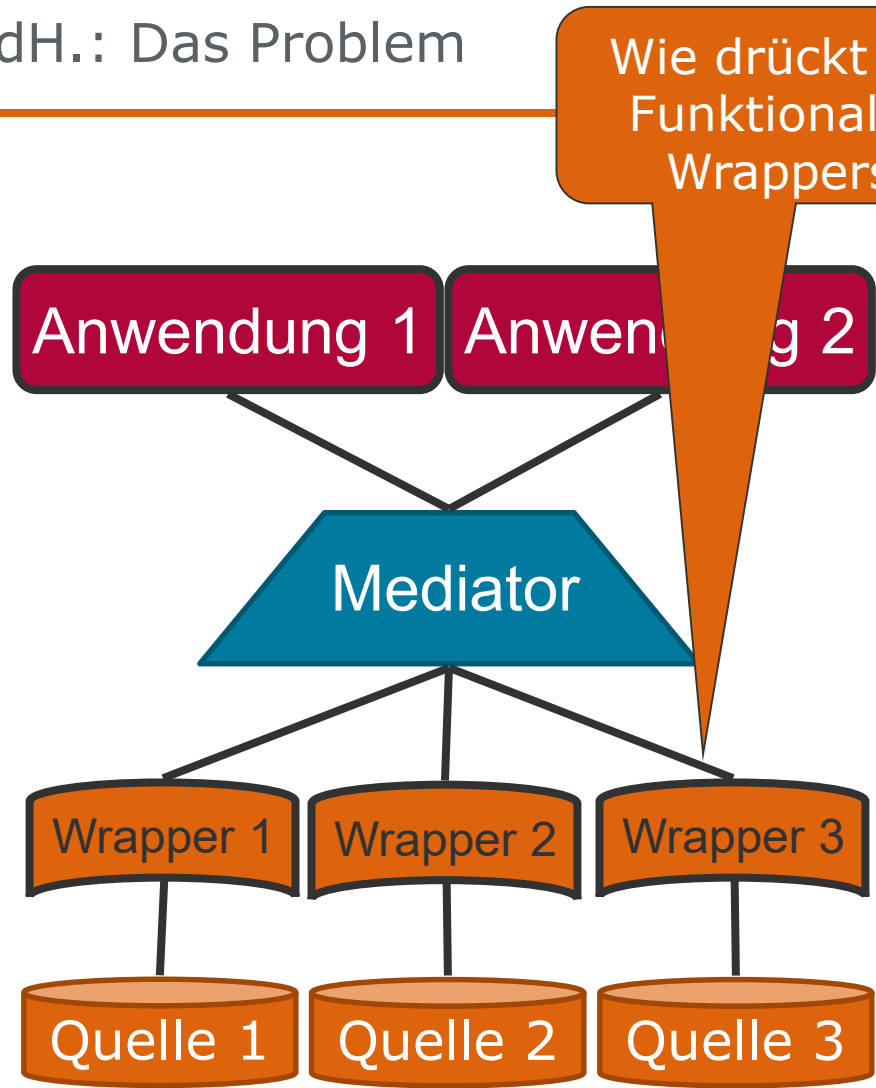 dH.: Das Problem
Wie drückt
Funktional
Wrappers
Anwendung 1
Anwen g 2
Mediator
Wrapper 1
Wrapper 2
Wrapper 3
Quelle 1
Quelle 2
Quelle 3